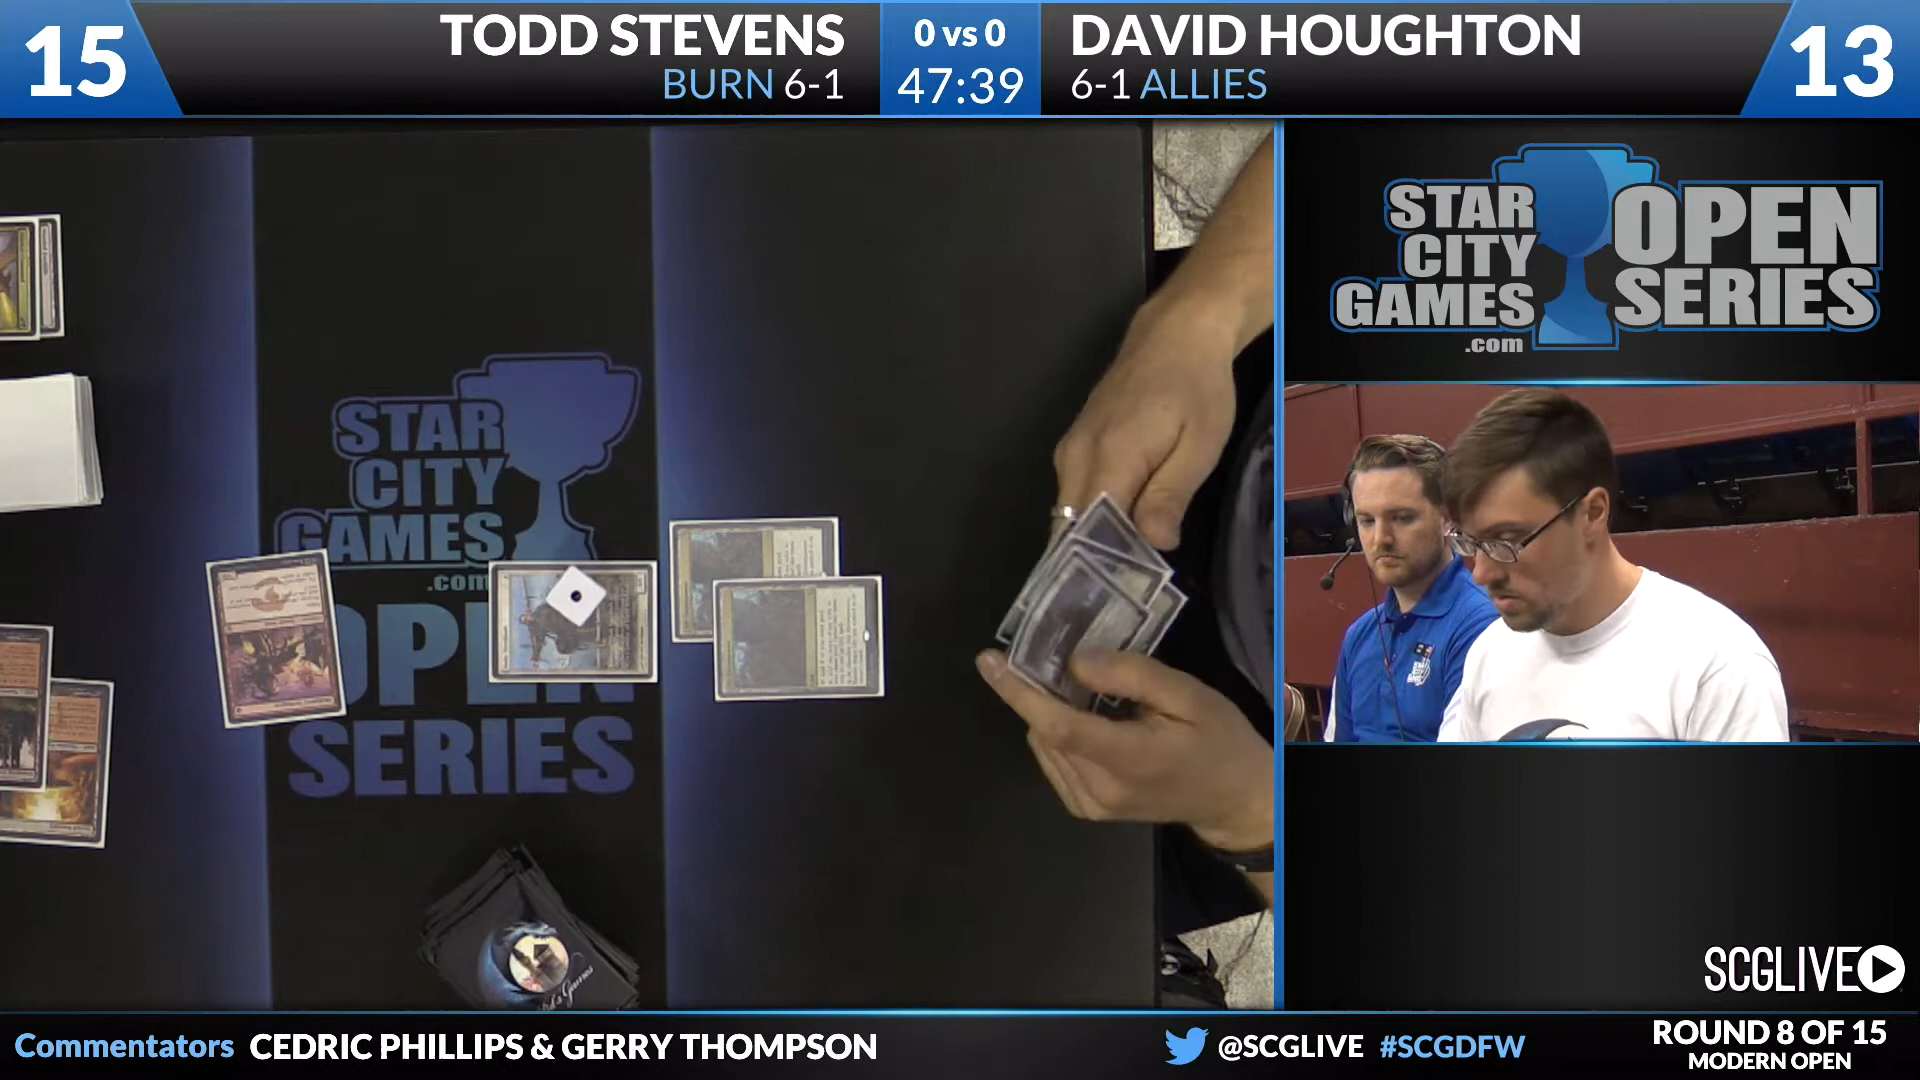 15
TODD STEVENS
BURN 6-1
0 vs 0
47:39
DAVID HOUGHTON
6-1 ALLIES
13
STAR
CITY
GAMES
.com
OPEN
SERIES
STAR
CITY
GAMES
.com
OPEN
SERIES
SCGLIVE
Commentators CEDRIC PHILLIPS & GERRY THOMPSON
@SCGLIVE #SCGDFW
ROUND 8 OF 15
MODERN OPEN